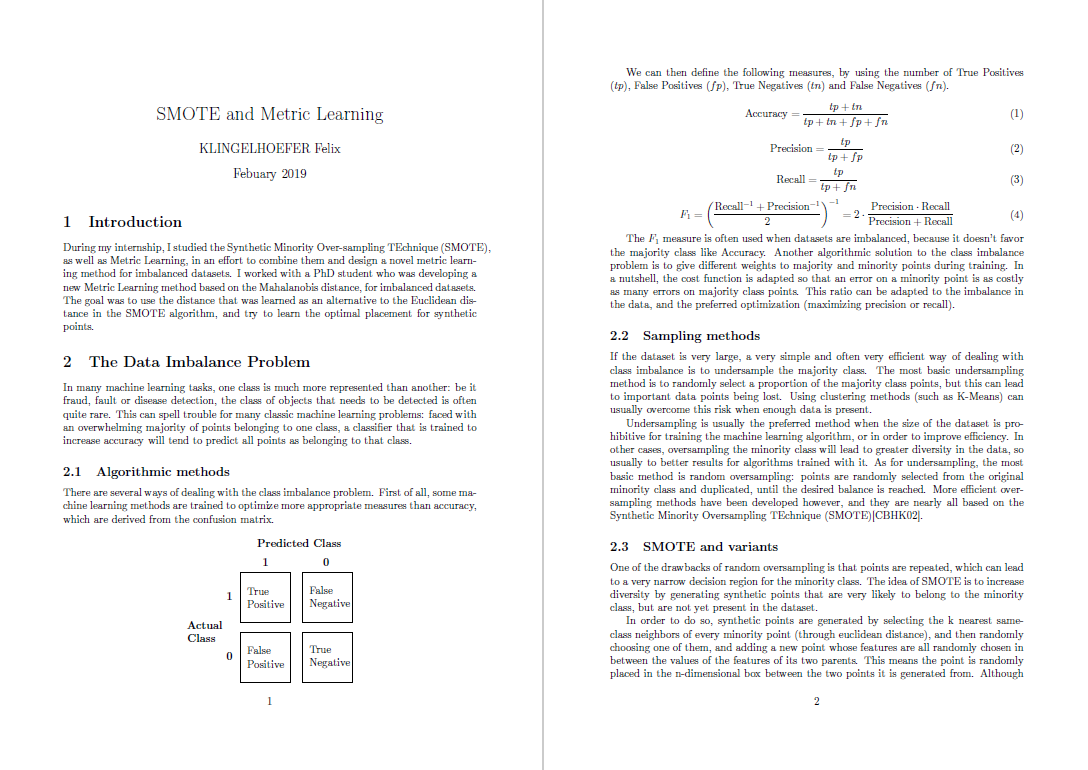 SMOTE and Metric Learning
KLINGELHOEFER Felix
Febuary 2019
1 Introduction
During my internship, I studied the Synthetic Minority Over-sampling TEchnique (SMOTE),
as well as Metric Learning, in an effort to combine them and design a novel metric learn-
ing method for imbalanced datasets. I worked with a PhD student who was developing a
new Metric Learning method based on the Mahalanobis distance, for imbalanced datasets.
The goal was to use the distance that was learned as an alternative to the Euclidean dis-
tance in the SMOTE algorithm, and try to learn the optimal placement for synthetic
points.
2 The Data Imbalance Problem
In many machine learning tasks, one class is much more represented than another: be it
fraud, fault or disease detection, the class of objects that needs to be detected is often
quite rare. This can spell trouble for many classic machine learning problems: faced with
an overwhelming majority of points belonging to one class, a classifier that is trained to
increase accuracy will tend to predict all points as belonging to that class.
2.1 Algorithmic methods
There are several ways of dealing with the class imbalance problem. First of all, some ma-
chine learning methods are trained to optimize more appropriate measures than accuracy,
which are derived from the confusion matrix.
Predicted Class
1 0
1 True Positive False Negative
Actual Class
0 False Positive True Negative
1
We can then define the following measures, by using the number of True Positives
(tp), False Positives (fp), True Negatives (tn) and False Negatives (fn).
Accuracy = (tp + tn) / (tp + tn + fp + fn) (1)
Precision = tp / (tp + fp) (2)
Recall = tp / (tp + fn) (3)
F₁ = ((Recall⁻¹ + Precision⁻¹) / 2)⁻¹ = 2 · (Precision · Recall) / (Precision + Recall) (4)
The F₁ measure is often used when datasets are imbalanced, because it doesn't favor
the majority class like Accuracy. Another algorithmic solution to the class imbalance
problem is to give different weights to majority and minority points during training. In
a nutshell, the cost function is adapted so that an error on a minority point is as costly
as many errors on majority class points. This ratio can be adapted to the imbalance in
the data, and the preferred optimization (maximizing precision or recall).
2.2 Sampling methods
If the dataset is very large, a very simple and often very efficient way of dealing with
class imbalance is to undersample the majority class. The most basic undersampling
method is to randomly select a proportion of the majority class points, but this can lead
to important data points being lost. Using clustering methods (such as K-Means) can
usually overcome this risk when enough data is present.
Undersampling is usually the preferred method when the size of the dataset is pro-
hibitive for training the machine learning algorithm, or in order to improve efficiency. In
other cases, oversampling the minority class will lead to greater diversity in the data, so
usually to better results for algorithms trained with it. As for undersampling, the most
basic method is random oversampling: points are randomly selected from the original
minority class and duplicated, until the desired balance is reached. More efficient over-
sampling methods have been developed however, and they are nearly all based on the
Synthetic Minority Oversampling TEchnique (SMOTE)[CBHK02].
2.3 SMOTE and variants
One of the drawbacks of random oversampling is that points are repeated, which can lead
to a very narrow decision region for the minority class. The idea of SMOTE is to increase
diversity by generating synthetic points that are very likely to belong to the minority
class, but are not yet present in the dataset.
In order to do so, synthetic points are generated by selecting the k nearest same-
class neighbors of every minority point (through euclidean distance), and then randomly
choosing one of them, and adding a new point whose features are all randomly chosen in
between the values of the features of its two parents. This means the point is randomly
placed in the n-dimensional box between the two points it is generated from. Although
2